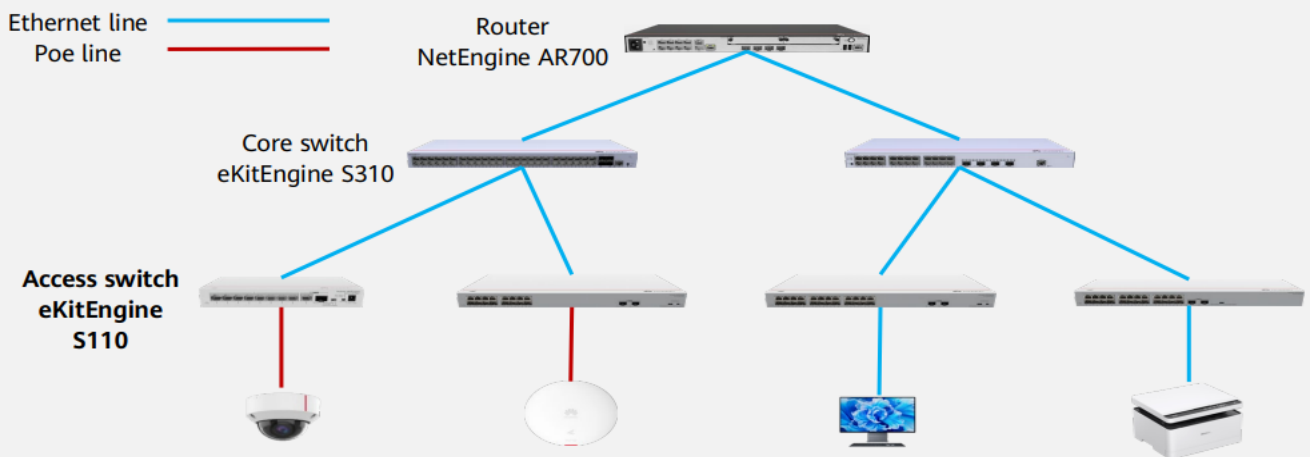 Ethernet line
Poe line
Router
NetEngine AR700
Core switch
eKitEngine S310
Access switch
eKitEngine
S110